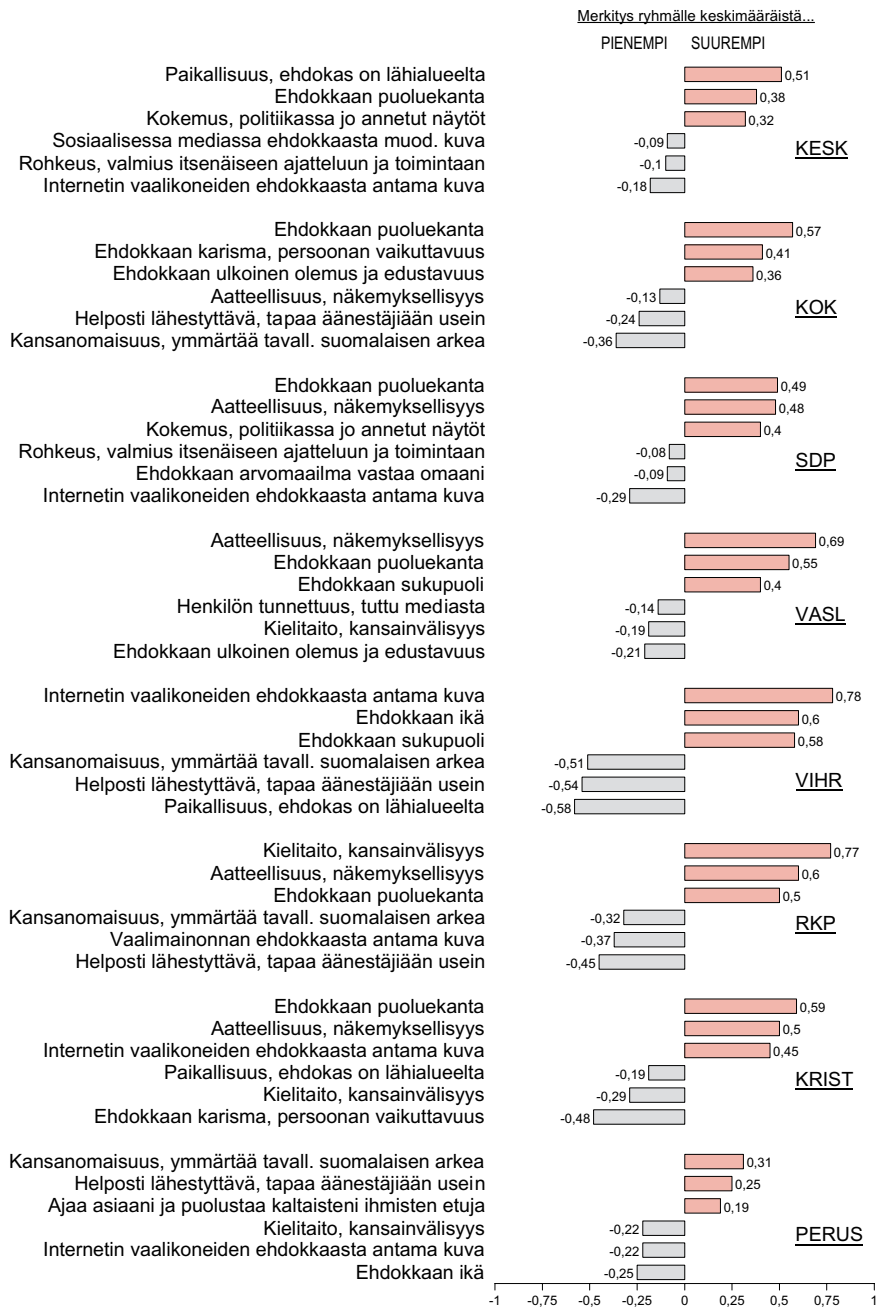 Merkitys ryhmälle keskimääräistä...
PIENEMPI SUUREMPI
Paikallisuus, ehdokas on lähialueelta 0,51
Ehdokkaan puoluekanta 0,38
Kokemus, politiikassa jo annetut näytöt 0,32
Sosiaalisessa mediassa ehdokkaasta muod. kuva -0,09
KESK
Rohkeus, valmius itsenäiseen ajatteluun ja toimintaan -0,1
Internetin vaalikoneiden ehdokkaasta antama kuva -0,18
Ehdokkaan puoluekanta 0,57
Ehdokkaan karisma, persoonan vaikuttavuus 0,41
Ehdokkaan ulkoinen olemus ja edustavuus 0,36
Aatteellisuus, näkemyksellisyys -0,13
KOK
Helposti lähestyttävä, tapaa äänestäjiään usein -0,24
Kansanomaisuus, ymmärtää tavall. suomalaisen arkea -0,36
Ehdokkaan puoluekanta 0,49
Aatteellisuus, näkemyksellisyys 0,48
Kokemus, politiikassa jo annetut näytöt 0,4
Rohkeus, valmius itsenäiseen ajatteluun ja toimintaan -0,08
SDP
Ehdokkaan arvomaailma vastaa omaani -0,09
Internetin vaalikoneiden ehdokkaasta antama kuva -0,29
Aatteellisuus, näkemyksellisyys 0,69
Ehdokkaan puoluekanta 0,55
Ehdokkaan sukupuoli 0,4
Henkilön tunnettuus, tuttu mediasta -0,14
VASL
Kielitaito, kansainvälisyys -0,19
Ehdokkaan ulkoinen olemus ja edustavuus -0,21
Internetin vaalikoneiden ehdokkaasta antama kuva 0,78
Ehdokkaan ikä 0,6
Ehdokkaan sukupuoli 0,58
Kansanomaisuus, ymmärtää tavall. suomalaisen arkea -0,51
VIHR
Helposti lähestyttävä, tapaa äänestäjiään usein -0,54
Paikallisuus, ehdokas on lähialueelta -0,58
Kielitaito, kansainvälisyys 0,77
Aatteellisuus, näkemyksellisyys 0,6
Ehdokkaan puoluekanta 0,5
Kansanomaisuus, ymmärtää tavall. suomalaisen arkea -0,32
RKP
Vaalimainonnan ehdokkaasta antama kuva -0,37
Helposti lähestyttävä, tapaa äänestäjiään usein -0,45
Ehdokkaan puoluekanta 0,59
Aatteellisuus, näkemyksellisyys 0,5
Internetin vaalikoneiden ehdokkaasta antama kuva 0,45
Paikallisuus, ehdokas on lähialueelta -0,19
KRIST
Kielitaito, kansainvälisyys -0,29
Ehdokkaan karisma, persoonan vaikuttavuus -0,48
Kansanomaisuus, ymmärtää tavall. suomalaisen arkea 0,31
Helposti lähestyttävä, tapaa äänestäjiään usein 0,25
Ajaa asiaani ja puolustaa kaltaisteni ihmisten etuja 0,19
Kielitaito, kansainvälisyys -0,22
PERUS
Internetin vaalikoneiden ehdokkaasta antama kuva -0,22
Ehdokkaan ikä -0,25
-1 -0,75 -0,5 -0,25 0 0,25 0,5 0,75 1